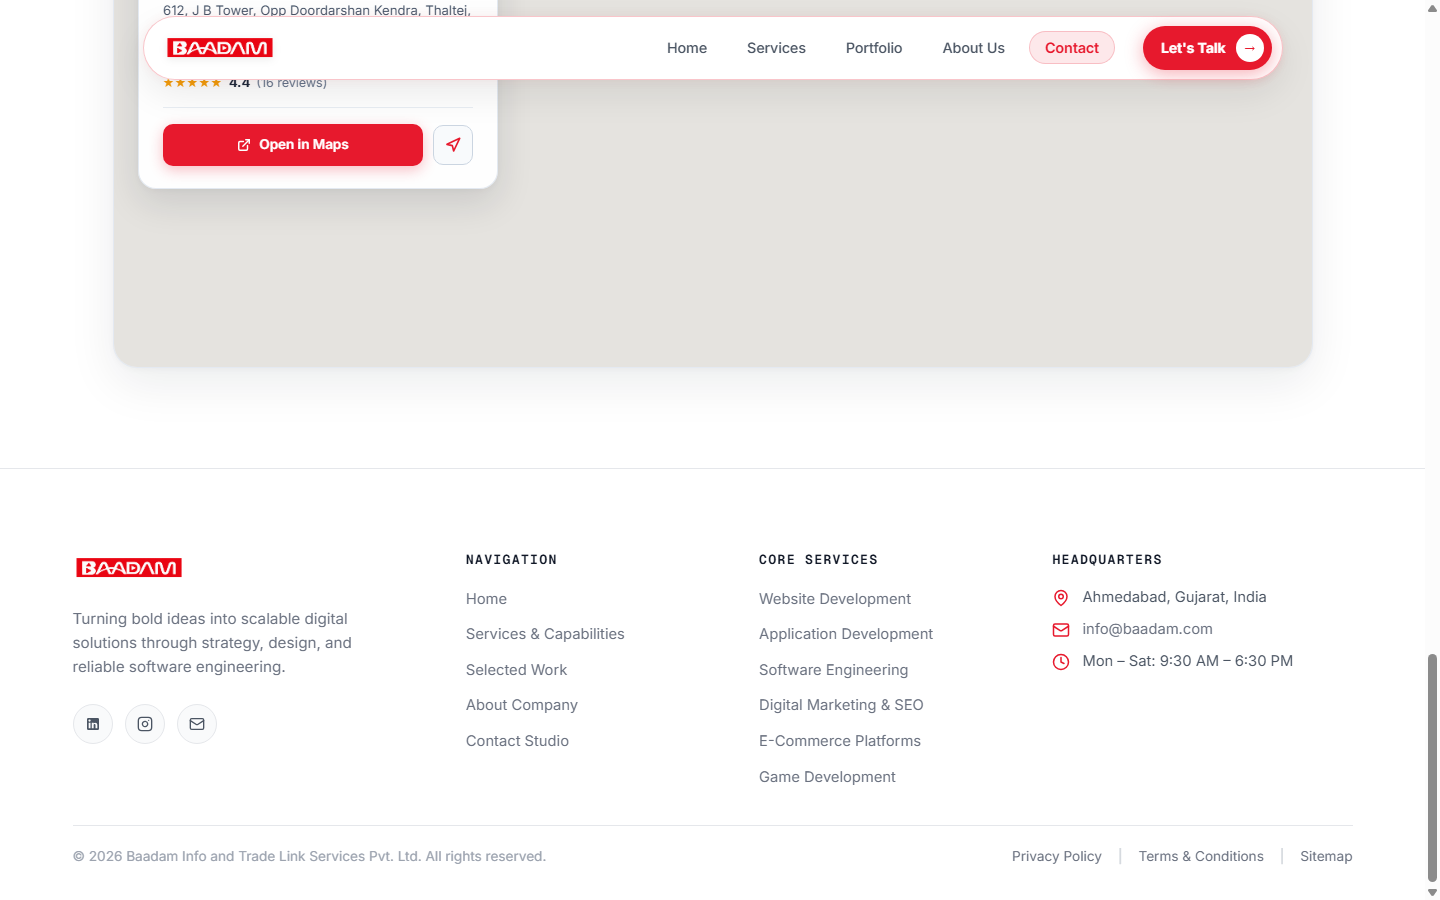 612, J B Tower, Opp Doordarshan Kendra, Thaltej,
BAADAM
Home
Services
Portfolio
About Us
Contact
Let's Talk →
★★★★★ 4.4 (16 reviews)
Open in Maps
BAADAM
Turning bold ideas into scalable digital
solutions through strategy, design, and
reliable software engineering.
NAVIGATION
Home
Services & Capabilities
Selected Work
About Company
Contact Studio
CORE SERVICES
Website Development
Application Development
Software Engineering
Digital Marketing & SEO
E-Commerce Platforms
Game Development
HEADQUARTERS
Ahmedabad, Gujarat, India
info@baadam.com
Mon – Sat: 9:30 AM – 6:30 PM
© 2026 Baadam Info and Trade Link Services Pvt. Ltd. All rights reserved.
Privacy Policy
Terms & Conditions
Sitemap